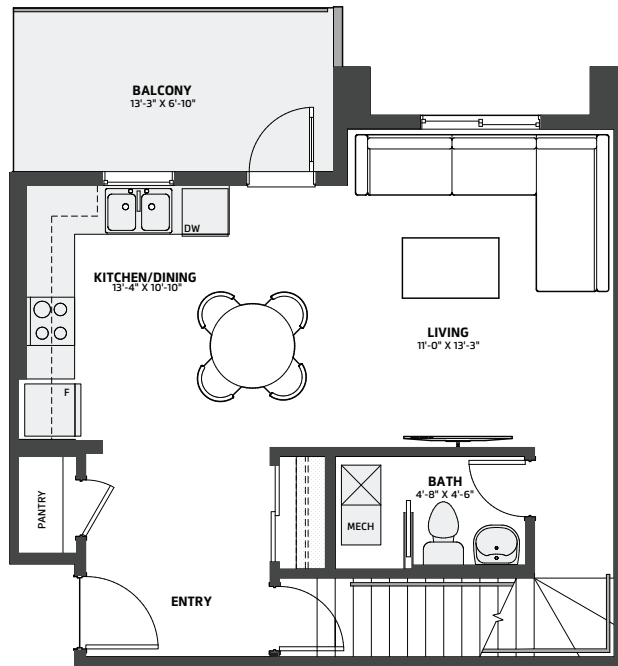 BALCONY
13'-3" X 6'-10"
DW
KITCHEN/DINING
13'-4" X 10'-10"
LIVING
11'-0" X 13'-3"
F
BATH
4'-8" X 4'-6"
PANTRY
MECH
ENTRY